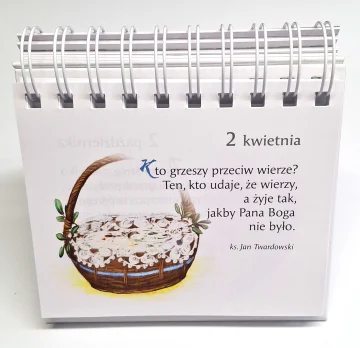 2 kwietnia
Kto grzeszy przeciw wierze?
Ten, kto udaje, że wierzy,
a żyje tak,
jakby Pana Boga
nie było.
ks. Jan Twardowski